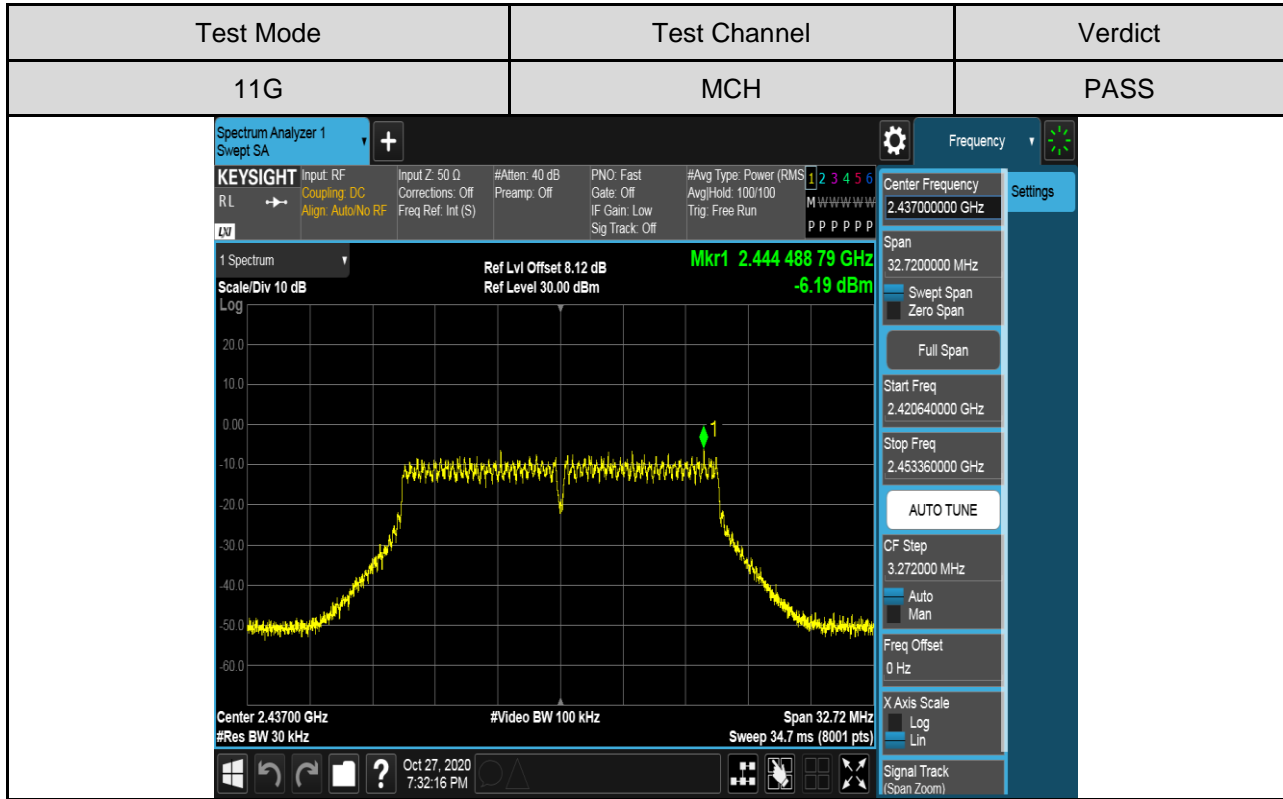 Test Mode Test Channel Verdict
11G MCH PASS
Spectrum Analyzer 1
Swept SA
+
Frequency
KEYSIGHT
RL
LXI
Input: RF
Coupling: DC
Align: Auto/No RF
Input Z: 50 Ω
Corrections: Off
Freq Ref: Int (S)
#Atten: 40 dB
Preamp: Off
PNO: Fast
Gate: Off
IF Gain: Low
Sig Track: Off
#Avg Type: Power (RMS
Avg|Hold: 100/100
Trig: Free Run
1 2 3 4 5 6
M W W W W W
P P P P P P
1 Spectrum
Scale/Div 10 dB
Ref Lvl Offset 8.12 dB
Ref Level 30.00 dBm
Mkr1 2.444 488 79 GHz
-6.19 dBm
Log
20.0
10.0
0.00
-10.0
-20.0
-30.0
-40.0
-50.0
-60.0
1
Center 2.43700 GHz
#Res BW 30 kHz
#Video BW 100 kHz
Span 32.72 MHz
Sweep 34.7 ms (8001 pts)
Oct 27, 2020
7:32:16 PM
?
Center Frequency
2.437000000 GHz
Settings
Span
32.7200000 MHz
Swept Span
Zero Span
Full Span
Start Freq
2.420640000 GHz
Stop Freq
2.453360000 GHz
AUTO TUNE
CF Step
3.272000 MHz
Auto
Man
Freq Offset
0 Hz
X Axis Scale
Log
Lin
Signal Track
(Span Zoom)